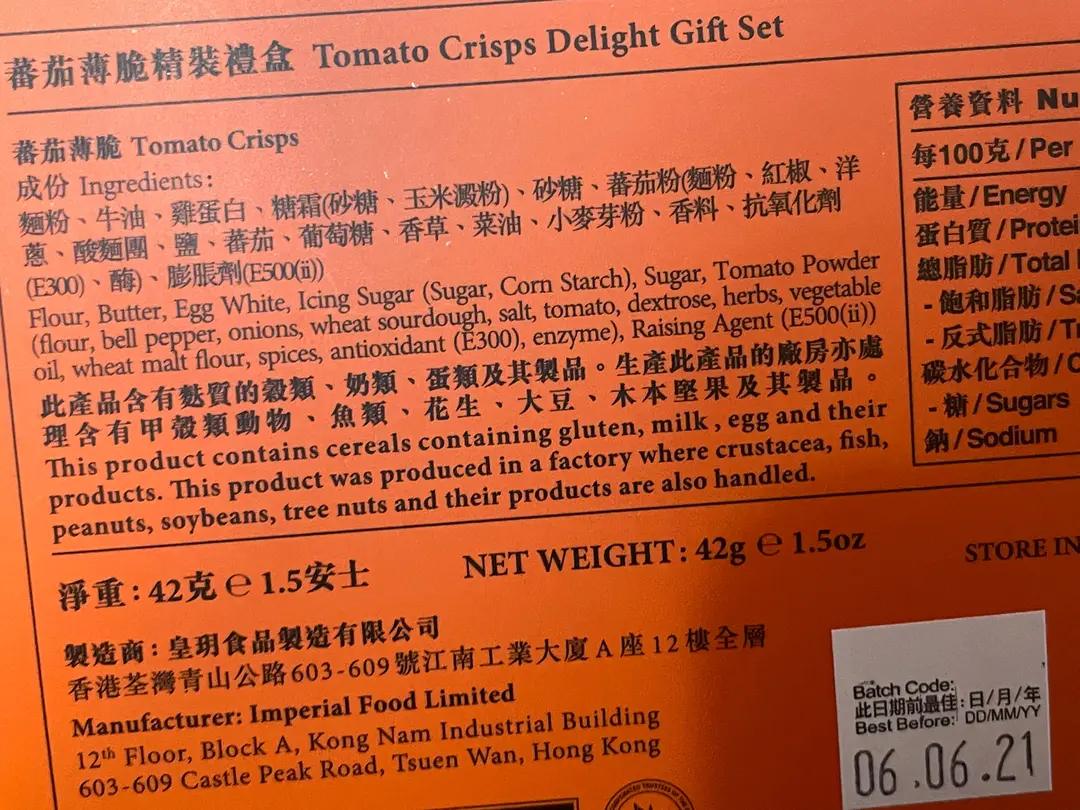 蕃茄薄脆精裝禮盒 Tomato Crisps Delight Gift Set
蕃茄薄脆 Tomato Crisps
成份 Ingredients:
麵粉、牛油、雞蛋白、糖霜(砂糖、玉米澱粉)、砂糖、蕃茄粉(麵粉、紅椒、洋
蔥、酸麵團、鹽、蕃茄、葡萄糖、香草、菜油、小麥芽粉、香料、抗氧化劑
(E300)、酶)、膨脹劑(E500(ii))
Flour, Butter, Egg White, Icing Sugar (Sugar, Corn Starch), Sugar, Tomato Powder
(flour, bell pepper, onions, wheat sourdough, salt, tomato, dextrose, herbs, vegetable
oil, wheat malt flour, spices, antioxidant (E300), enzyme), Raising Agent (E500(ii))
此產品含有麩質的穀類、奶類、蛋類及其製品。生產此產品的廠房亦處
理含有甲殼類動物、魚類、花生、大豆、木本堅果及其製品。
This product contains cereals containing gluten, milk , egg and their
products. This product was produced in a factory where crustacea, fish,
peanuts, soybeans, tree nuts and their products are also handled.
淨重:42克 ℮ 1.5安士
NET WEIGHT: 42g ℮ 1.5oz
STORE IN
製造商:皇玥食品製造有限公司
香港荃灣青山公路603-609號江南工業大廈A座12樓全層
Manufacturer: Imperial Food Limited
12th Floor, Block A, Kong Nam Industrial Building
603-609 Castle Peak Road, Tsuen Wan, Hong Kong
營養資料 Nu
每100克/Per
能量/Energy
蛋白質/Protei
總脂肪/Total
- 飽和脂肪/Sa
- 反式脂肪/Tr
碳水化合物/C
- 糖/Sugars
鈉/Sodium
Batch Code:
此日期前最佳:日/月/年
Best Before: DD/MM/YY
06.06.21